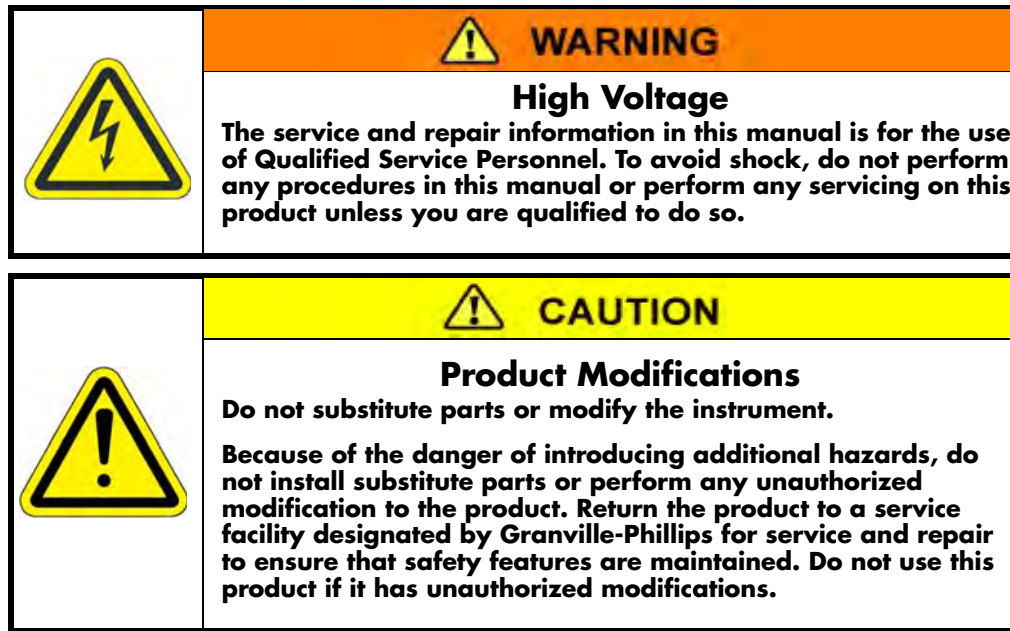 WARNING
High Voltage
The service and repair information in this manual is for the use
of Qualified Service Personnel. To avoid shock, do not perform
any procedures in this manual or perform any servicing on this
product unless you are qualified to do so.
CAUTION
Product Modifications
Do not substitute parts or modify the instrument.
Because of the danger of introducing additional hazards, do
not install substitute parts or perform any unauthorized
modification to the product. Return the product to a service
facility designated by Granville-Phillips for service and repair
to ensure that safety features are maintained. Do not use this
product if it has unauthorized modifications.